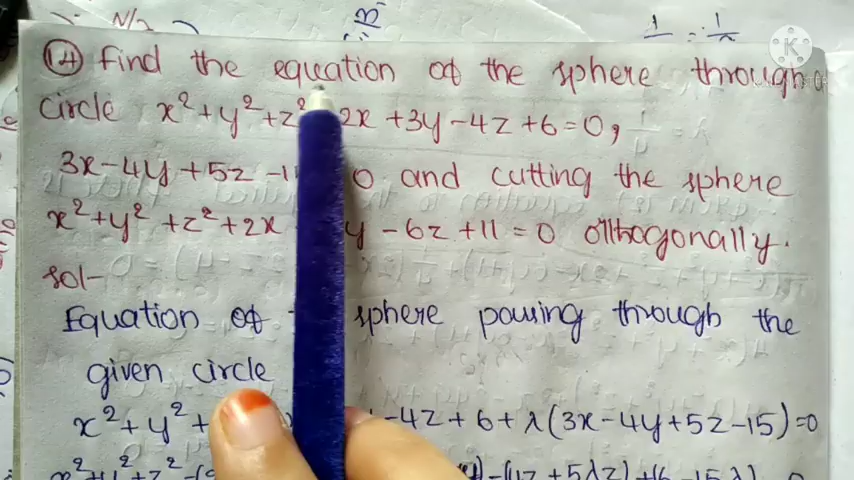 N/2
14 Find the equation of the sphere through
circle x² + y² + z² 2x + 3y - 4z + 6 = 0,
3x - 4y + 5z - 1 0 and cutting the sphere
x² + y² + z² + 2x y - 6z + 11 = 0 orthogonally.
sol-
Equation of sphere passing through the
given circle
x² + y² + - 4z + 6 + λ(3x - 4y + 5z - 15) = 0
K